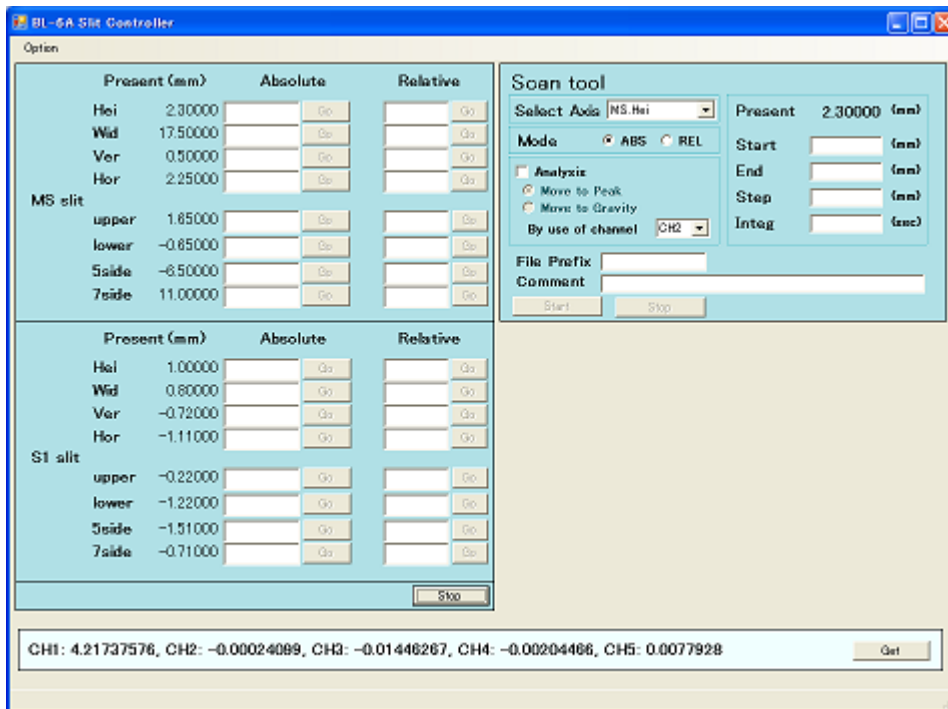 BL-6A Slit Controller
Option
Present (mm) Absolute Relative
Hei 2.30000 Go Go
Wid 17.50000 Go Go
Ver 0.50000 Go Go
Hor 2.25000 Go Go
MS slit
upper 1.65000 Go Go
lower -0.65000 Go Go
5side -6.50000 Go Go
7side 11.00000 Go Go
Present (mm) Absolute Relative
Hei 1.00000 Go Go
Wid 0.80000 Go Go
Ver -0.72000 Go Go
Hor -1.11000 Go Go
S1 slit
upper -0.22000 Go Go
lower -1.22000 Go Go
5side -1.51000 Go Go
7side -0.71000 Go Go
Stop
Scan tool
Select Axis MS.Hei
Mode ABS REL
Analysis
Move to Peak
Move to Gravity
By use of channel CH2
Present 2.30000 (mm)
Start (mm)
End (mm)
Step (mm)
Integ (sec)
File Prefix
Comment
Start Stop
CH1: 4.21737576, CH2: -0.00024099, CH3: -0.01446267, CH4: -0.00204466, CH5: 0.0077928 Get